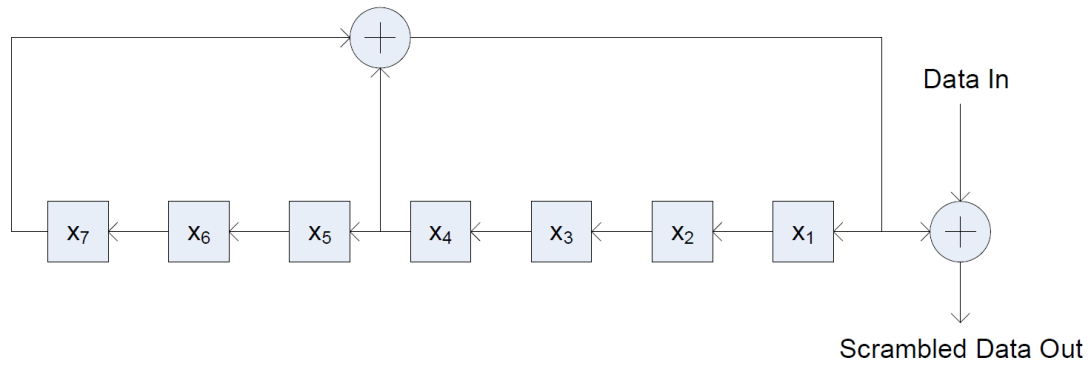 Data In
x₇ x₆ x₅ x₄ x₃ x₂ x₁
Scrambled Data Out